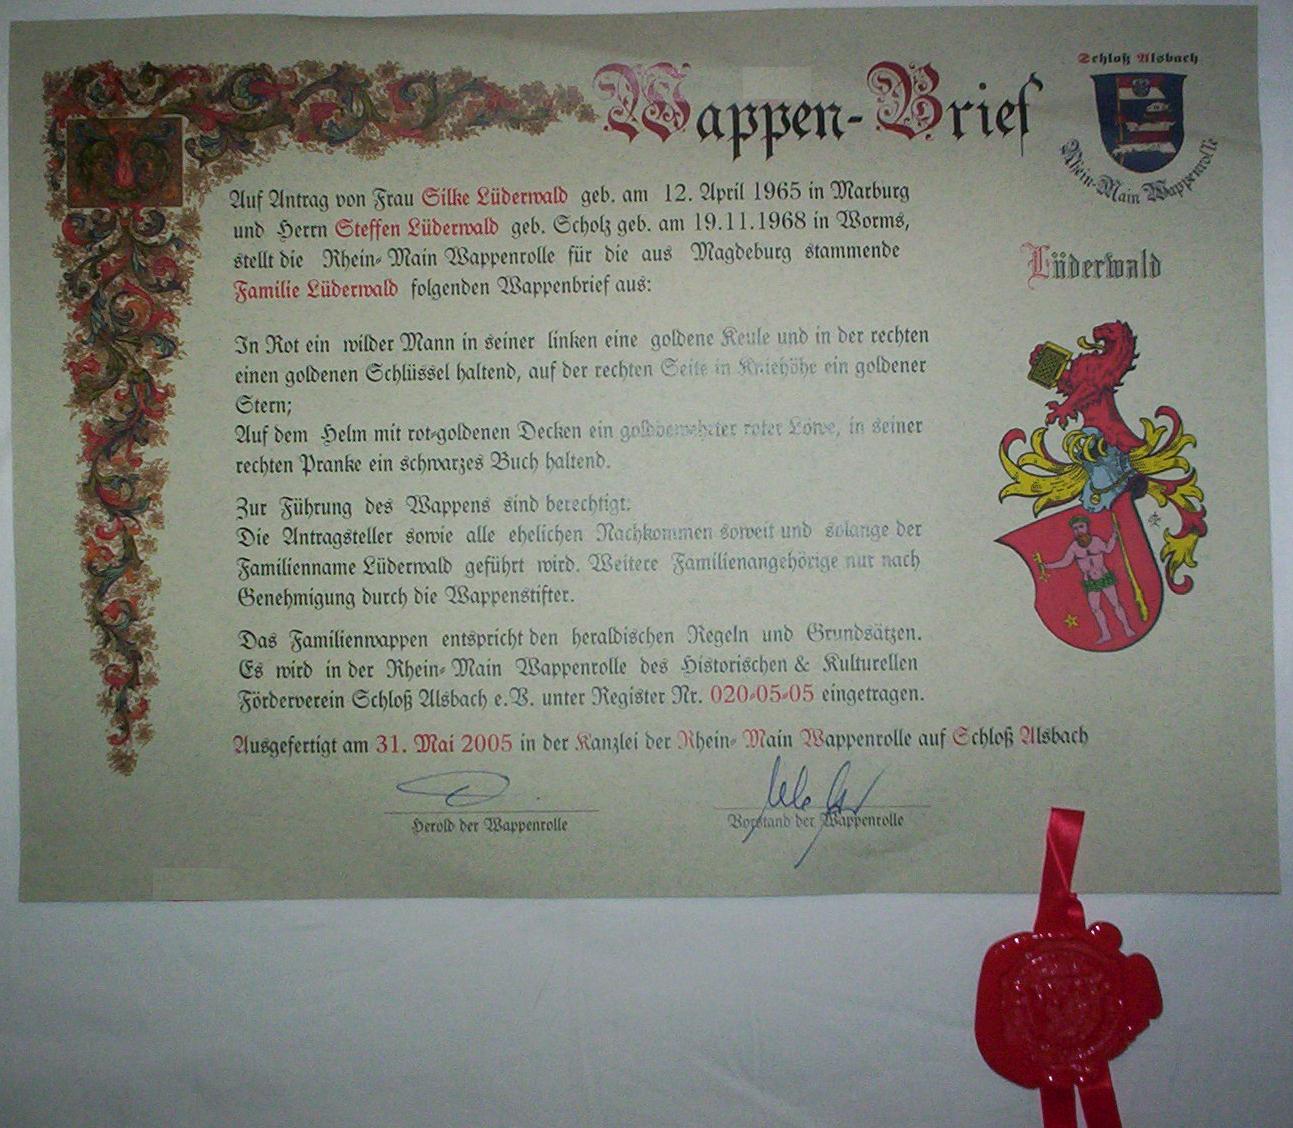 Wappen-Brief
Schloß Alsbach
Rhein-Main Wappenrolle
Auf Antrag von Frau Silke Lüderwald geb. am 12. April 1965 in Marburg
und Herrn Steffen Lüderwald geb. Scholz geb. am 19.11.1968 in Worms,
stellt die Rhein-Main Wappenrolle für die aus Magdeburg stammende
Familie Lüderwald folgenden Wappenbrief aus:
Lüderwald
In Rot ein wilder Mann in seiner linken eine goldene Keule und in der rechten
einen goldenen Schlüssel haltend, auf der rechten Seite in Kniehöhe ein goldener
Stern;
Auf dem Helm mit rot-goldenen Decken ein goldbewehrter roter Löwe, in seiner
rechten Pranke ein schwarzes Buch haltend.
Zur Führung des Wappens sind berechtigt:
Die Antragsteller sowie alle ehelichen Nachkommen soweit und solange der
Familienname Lüderwald geführt wird. Weitere Familienangehörige nur nach
Genehmigung durch die Wappenstifter.
Das Familienwappen entspricht den heraldischen Regeln und Grundsätzen.
Es wird in der Rhein-Main Wappenrolle des Historischen & Kulturellen
Förderverein Schloß Alsbach e.V. unter Register Nr. 020-05-05 eingetragen.
Ausgefertigt am 31. Mai 2005 in der Kanzlei der Rhein-Main Wappenrolle auf Schloß Alsbach
Herold der Wappenrolle
Vorstand der Wappenrolle